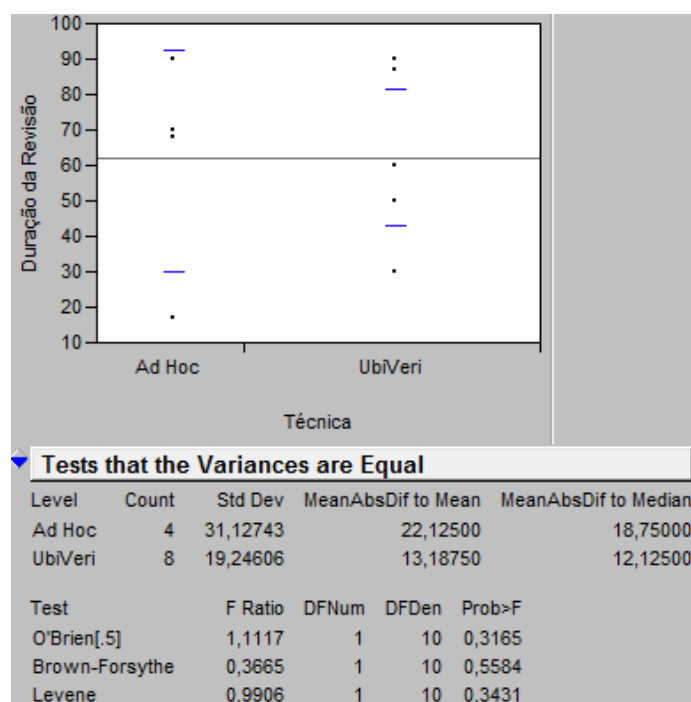 100
90
80
70
60
50
40
30
20
10
Duração da Revisão
Ad Hoc UbiVeri
Técnica
Tests that the Variances are Equal
Level Count Std Dev MeanAbsDif to Mean MeanAbsDif to Median
Ad Hoc 4 31,12743 22,12500 18,75000
UbiVeri 8 19,24606 13,18750 12,12500
Test F Ratio DFNum DFDen Prob>F
O'Brien[.5] 1,1117 1 10 0,3165
Brown-Forsythe 0,3665 1 10 0,5584
Levene 0,9906 1 10 0,3431